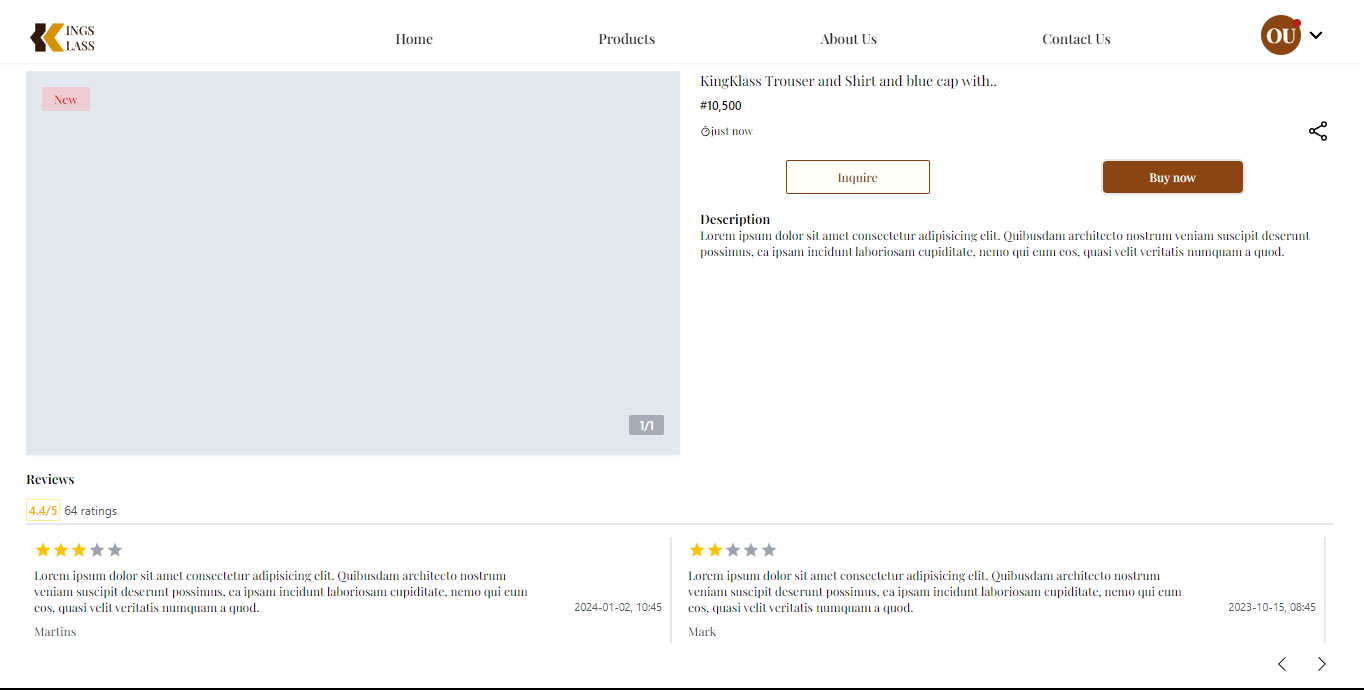 INGS
LASS
Home
Products
About Us
Contact Us
OU
New
1/1
KingKlass Trouser and Shirt and blue cap with..
#10,500
just now
Inquire
Buy now
Description
Lorem ipsum dolor sit amet consectetur adipisicing elit. Quibusdam architecto nostrum veniam suscipit deserunt
possimus, ea ipsam incidunt laboriosam cupiditate, nemo qui cum eos, quasi velit veritatis numquam a quod.
Reviews
4.4/5 64 ratings
Lorem ipsum dolor sit amet consectetur adipisicing elit. Quibusdam architecto nostrum
veniam suscipit deserunt possimus, ea ipsam incidunt laboriosam cupiditate, nemo qui cum
eos, quasi velit veritatis numquam a quod.
2024-01-02, 10:45
Martins
Lorem ipsum dolor sit amet consectetur adipisicing elit. Quibusdam architecto nostrum
veniam suscipit deserunt possimus, ea ipsam incidunt laboriosam cupiditate, nemo qui cum
eos, quasi velit veritatis numquam a quod.
2023-10-15, 08:45
Mark